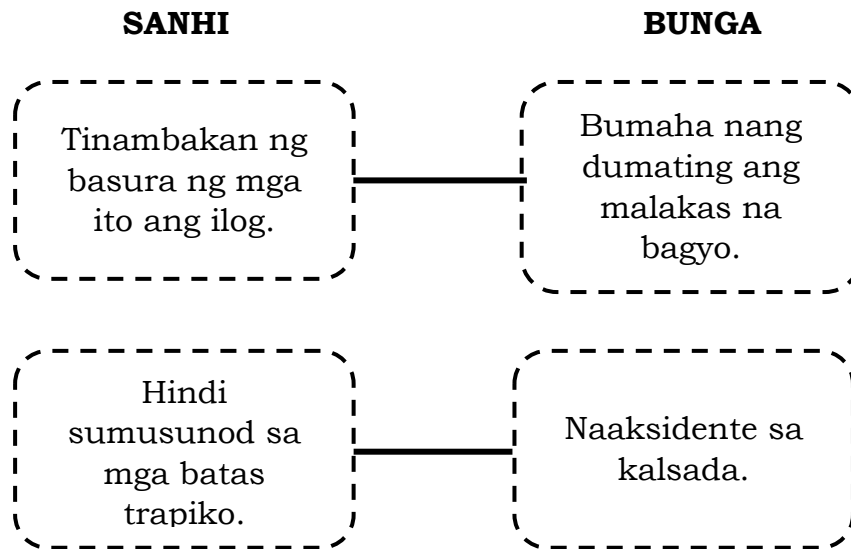 SANHI
BUNGA
Tinambakan ng
basura ng mga
ito ang ilog.
Bumaha nang
dumating ang
malakas na
bagyo.
Hindi
sumusunod sa
mga batas
trapiko.
Naaksidente sa
kalsada.